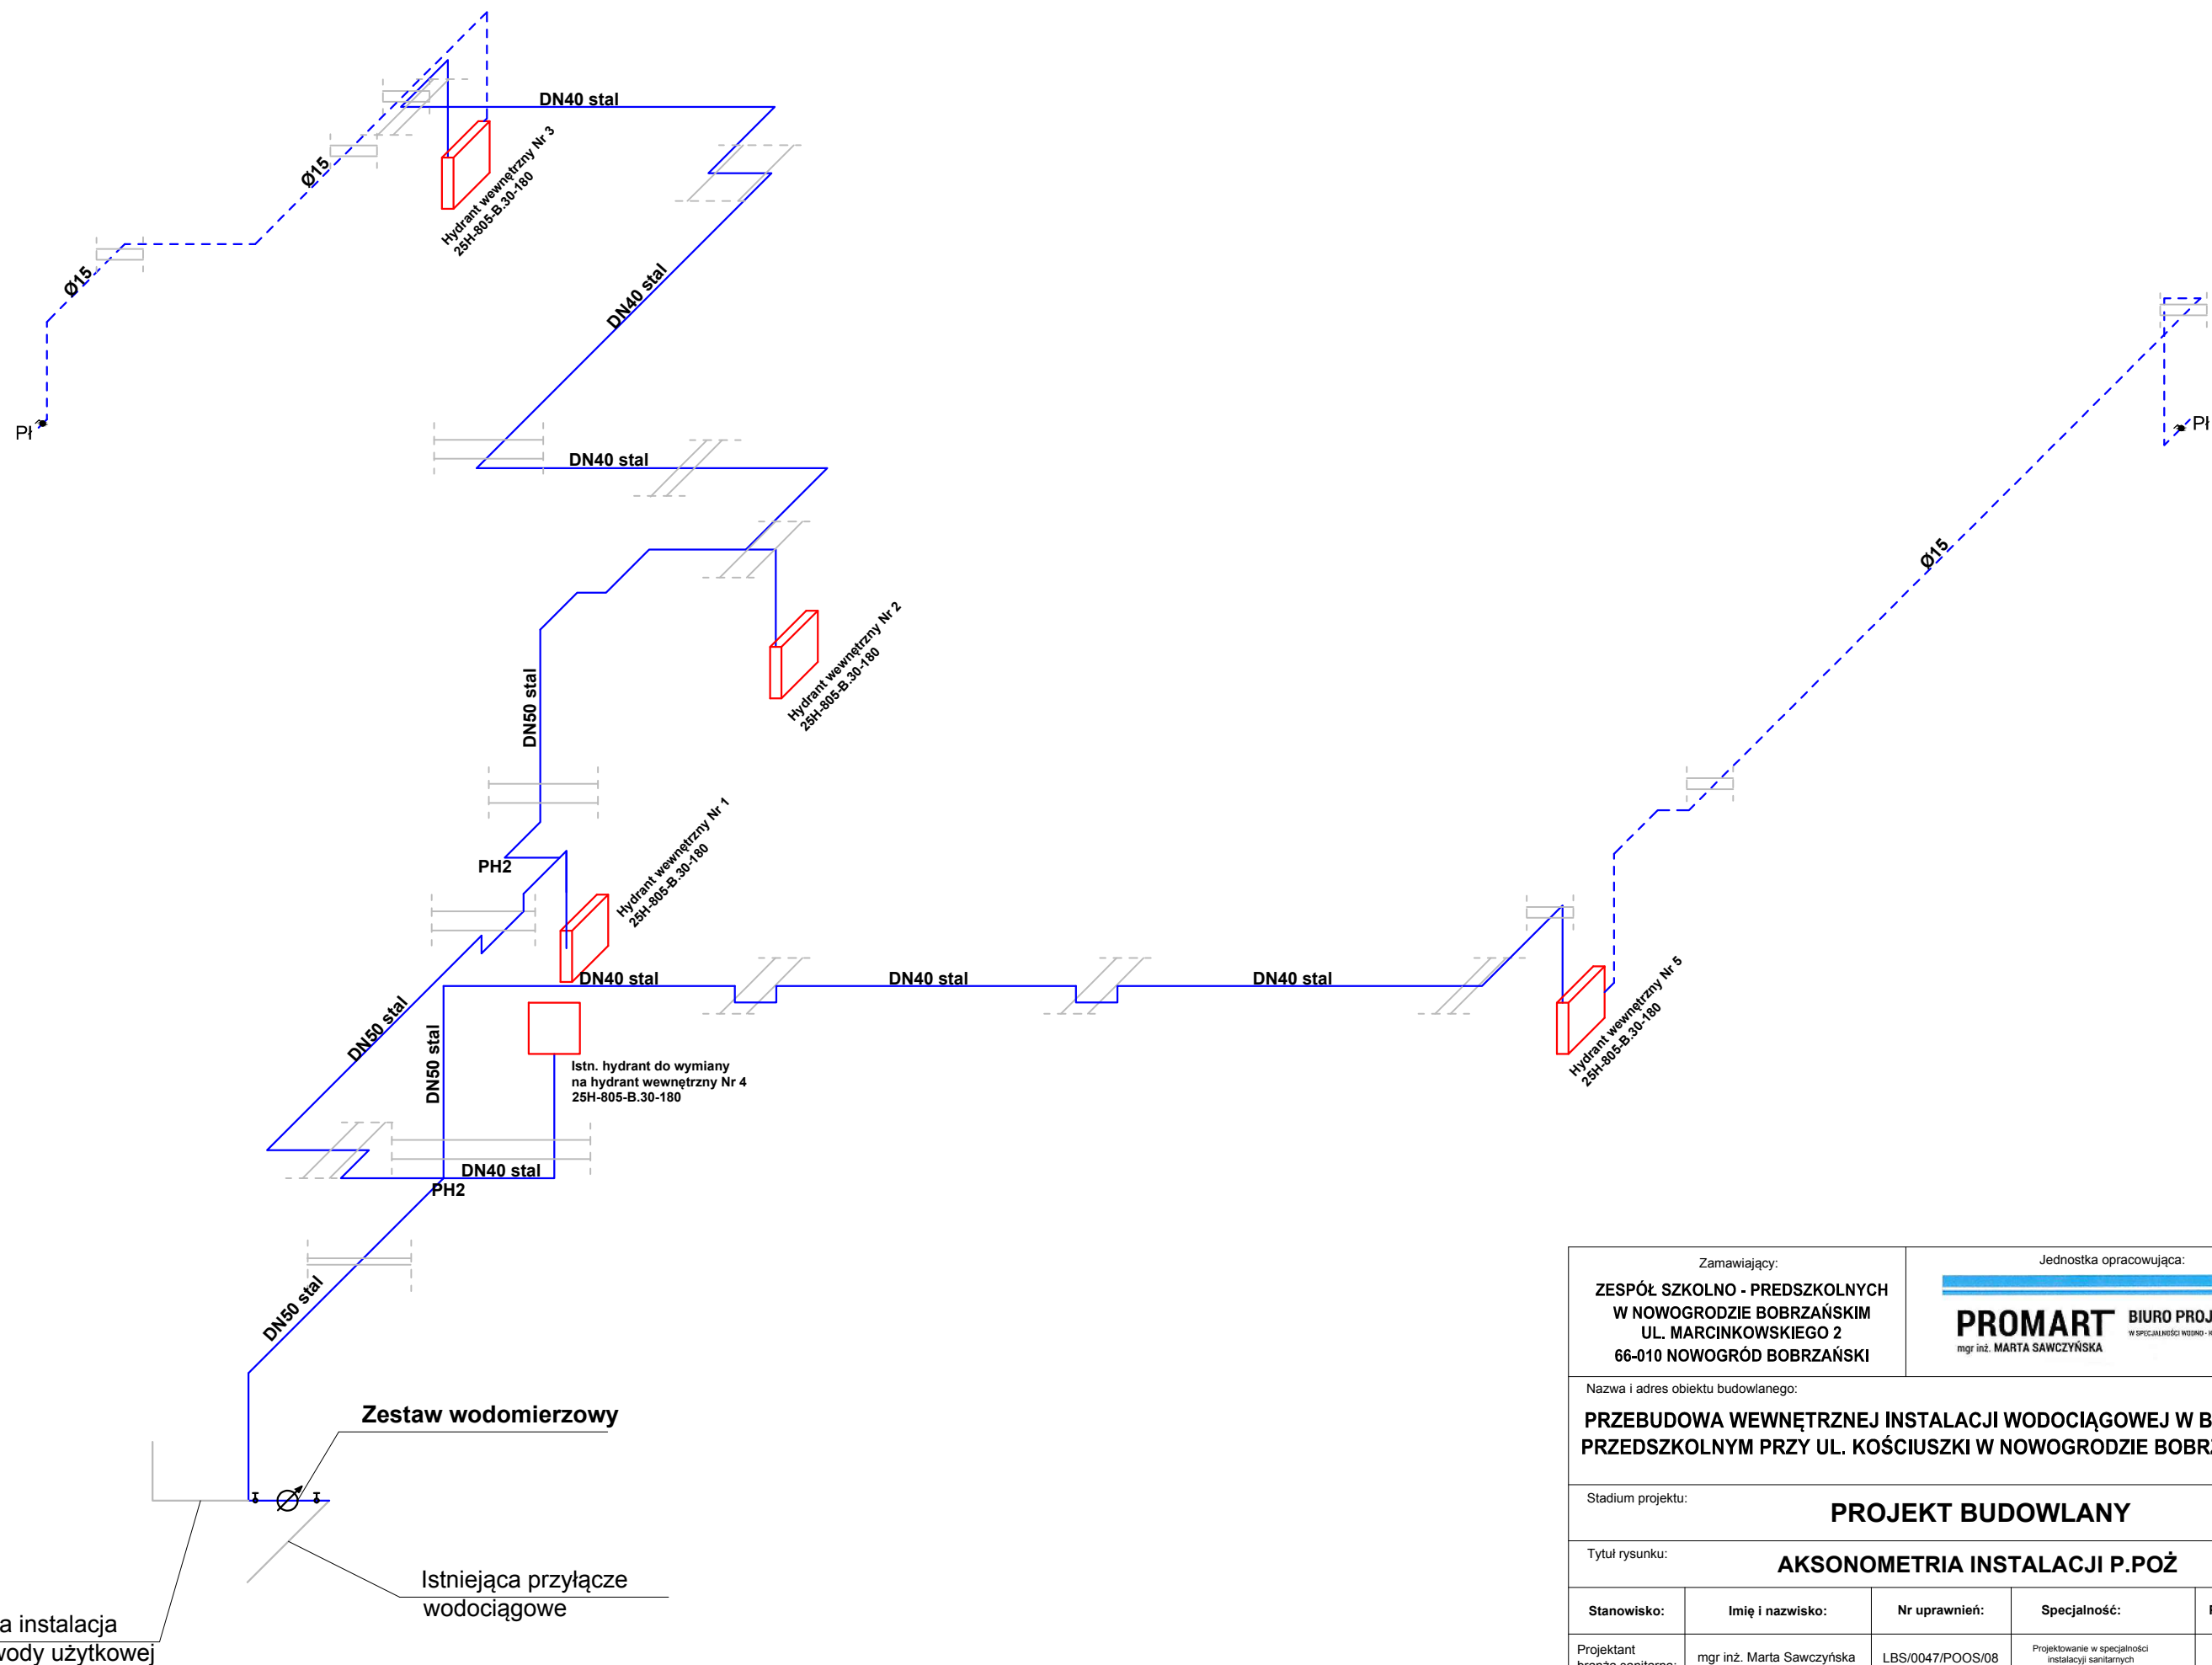 DN40 stal
Ø15
Hydrant wewnętrzny Nr 3
25H-805-B.30-180
Ø15
DN40 stal
Pł
Pł
DN40 stal
Ø15
Hydrant wewnętrzny Nr 2
25H-805-B.30-180
DN50 stal
Hydrant wewnętrzny Nr 1
25H-805-B.30-180
PH2
DN40 stal
DN40 stal
DN40 stal
Hydrant wewnętrzny Nr 5
25H-805-B.30-180
DN50 stal
DN50 stal
Istn. hydrant do wymiany
na hydrant wewnętrzny Nr 4
25H-805-B.30-180
DN40 stal
PH2
DN50 stal
Zestaw wodomierzowy
Istniejąca przyłącze
wodociągowe
a instalacja
wody użytkowej
Zamawiający:
ZESPÓŁ SZKOLNO - PREDSZKOLNYCH
W NOWOGRODZIE BOBRZAŃSKIM
UL. MARCINKOWSKIEGO 2
66-010 NOWOGRÓD BOBRZAŃSKI
Jednostka opracowująca:
PROMART
mgr inż. MARTA SAWCZYŃSKA
BIURO PROJ
W SPECJALNOŚCI WODNO -
Nazwa i adres obiektu budowlanego:
PRZEBUDOWA WEWNĘTRZNEJ INSTALACJI WODOCIĄGOWEJ W B
PRZEDSZKOLNYM PRZY UL. KOŚCIUSZKI W NOWOGRODZIE BOBR
Stadium projektu:
PROJEKT BUDOWLANY
Tytuł rysunku:
AKSONOMETRIA INSTALACJI P.POŻ
Stanowisko: Imię i nazwisko: Nr uprawnień: Specjalność:
Projektant
branża sanitarna:
mgr inż. Marta Sawczyńska
LBS/0047/POOS/08
Projektowanie w specjalności
instalacyji sanitarnych